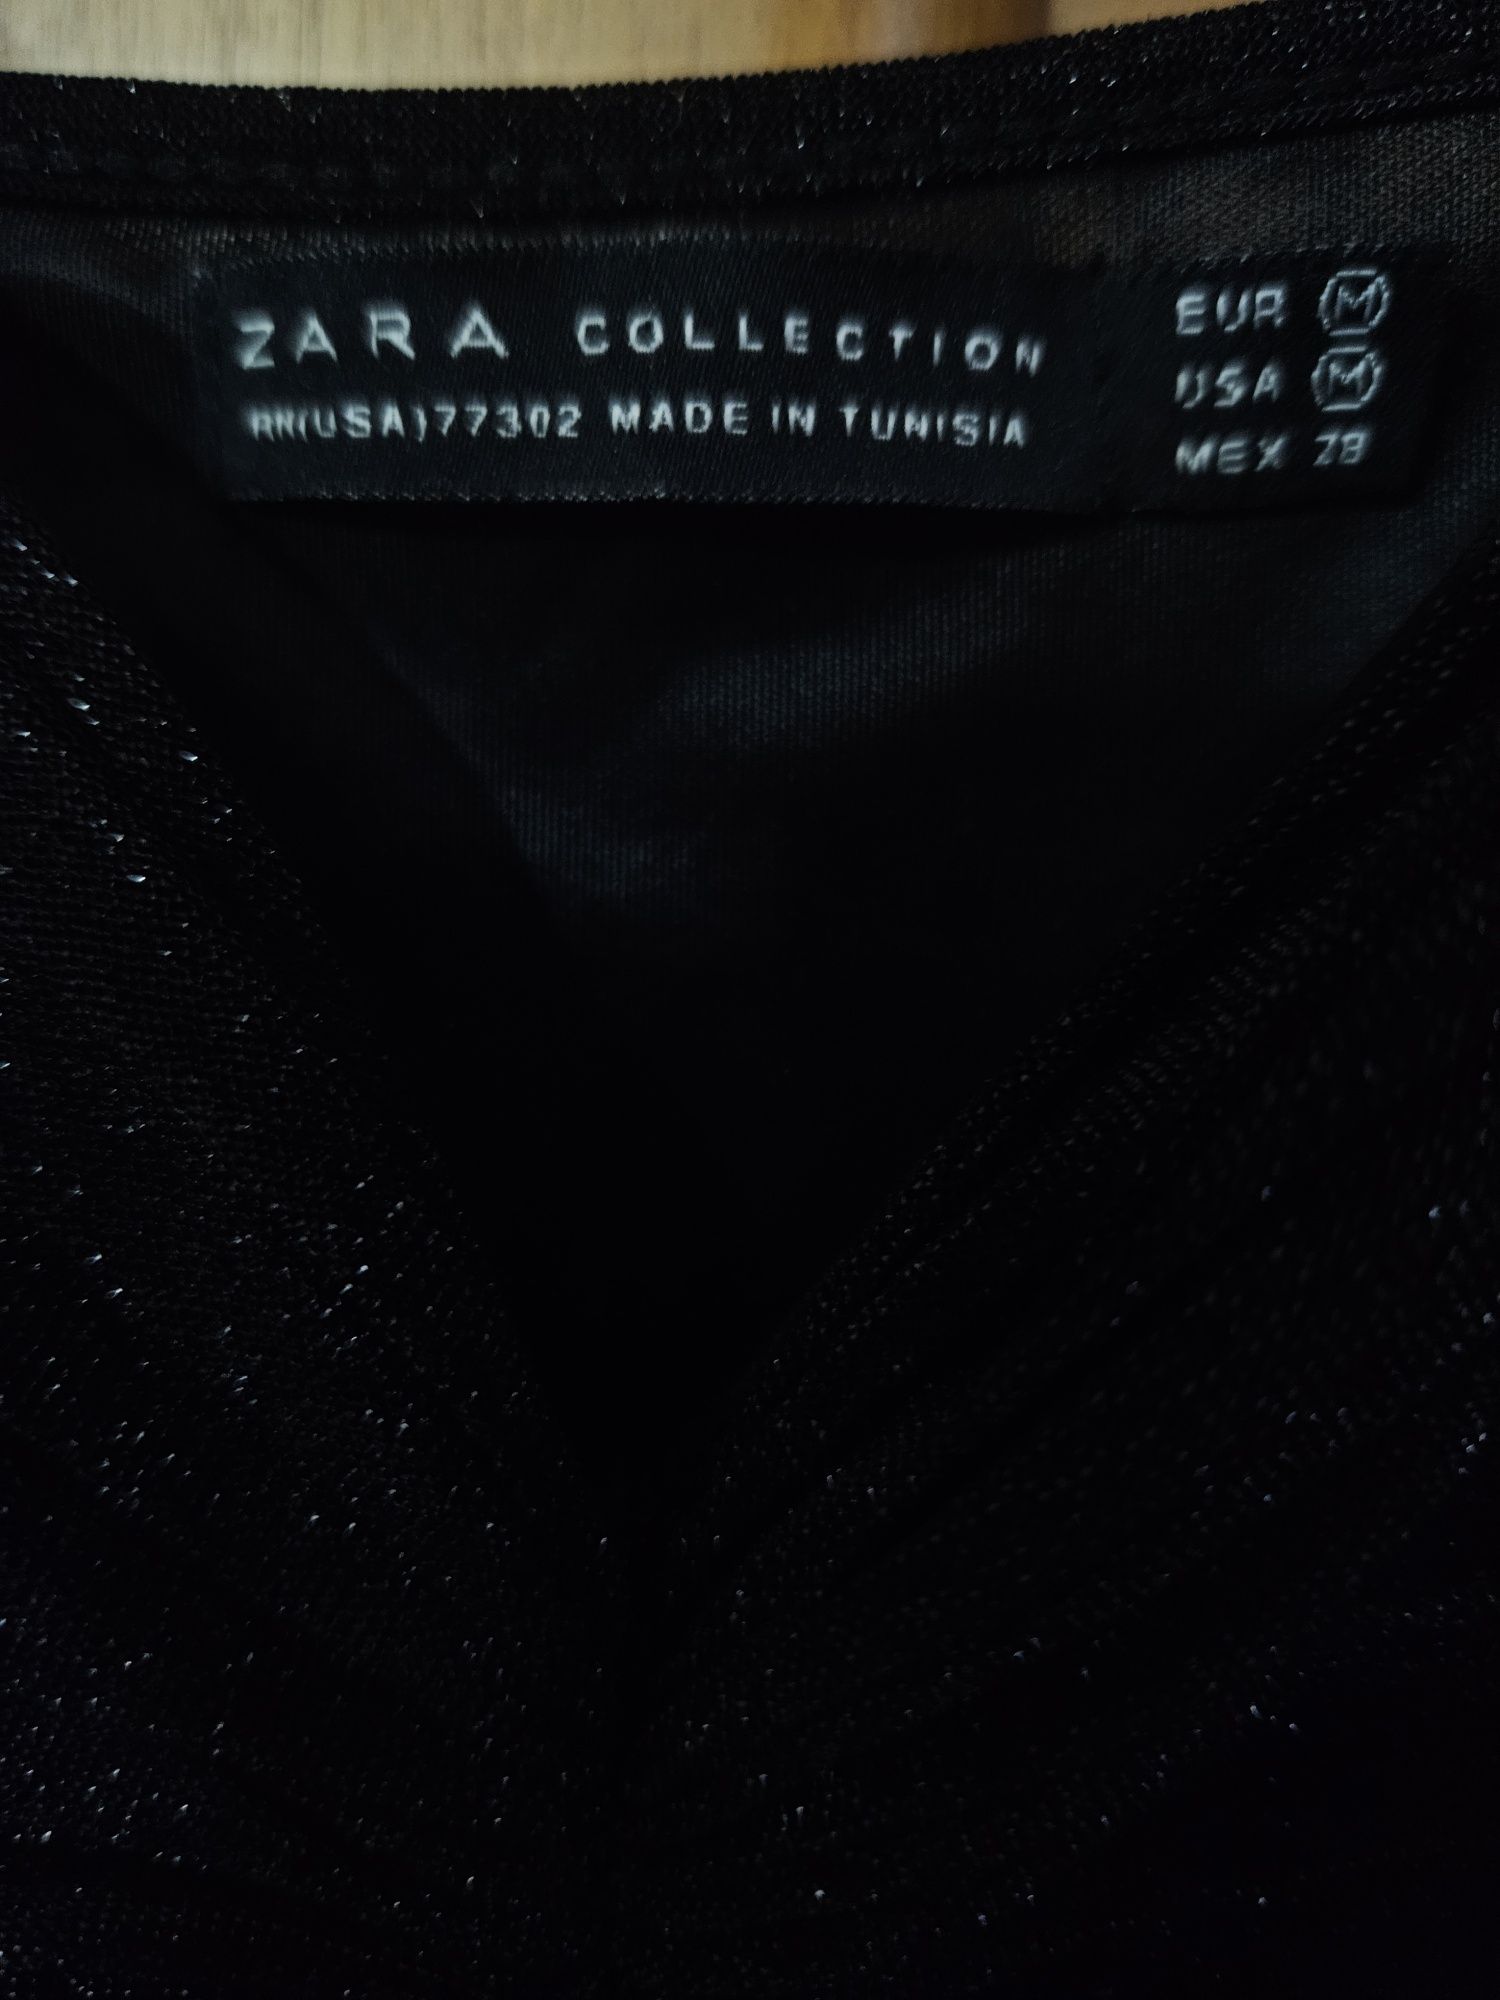 ZARA COLLECTION
RN(USA)77302 MADE IN TUNISIA
EUR M
USA M
MEX 28